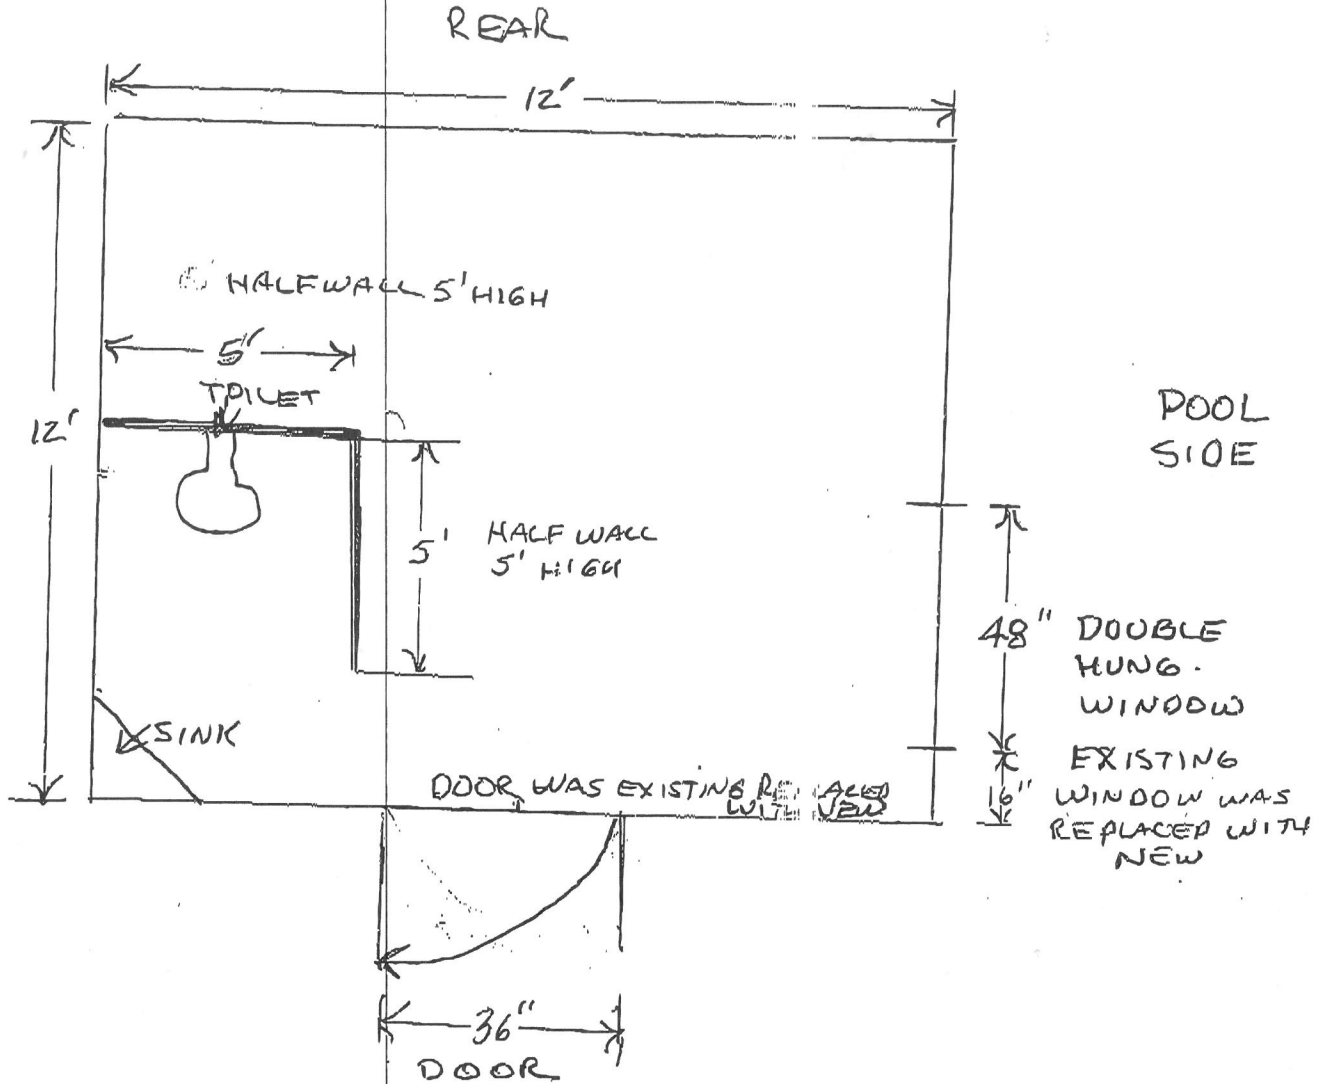 REAR
12'
HALFWALL 5' HIGH
5'
TOILET
12'
POOL
SIDE
5'
HALF WALL
5' HIGH
48" DOUBLE
HUNG.
WINDOW
SINK
EXISTING
16" WINDOW WAS
REPLACED WITH
NEW
DOOR WAS EXISTING REPLACED
WITH NEW
36"
DOOR